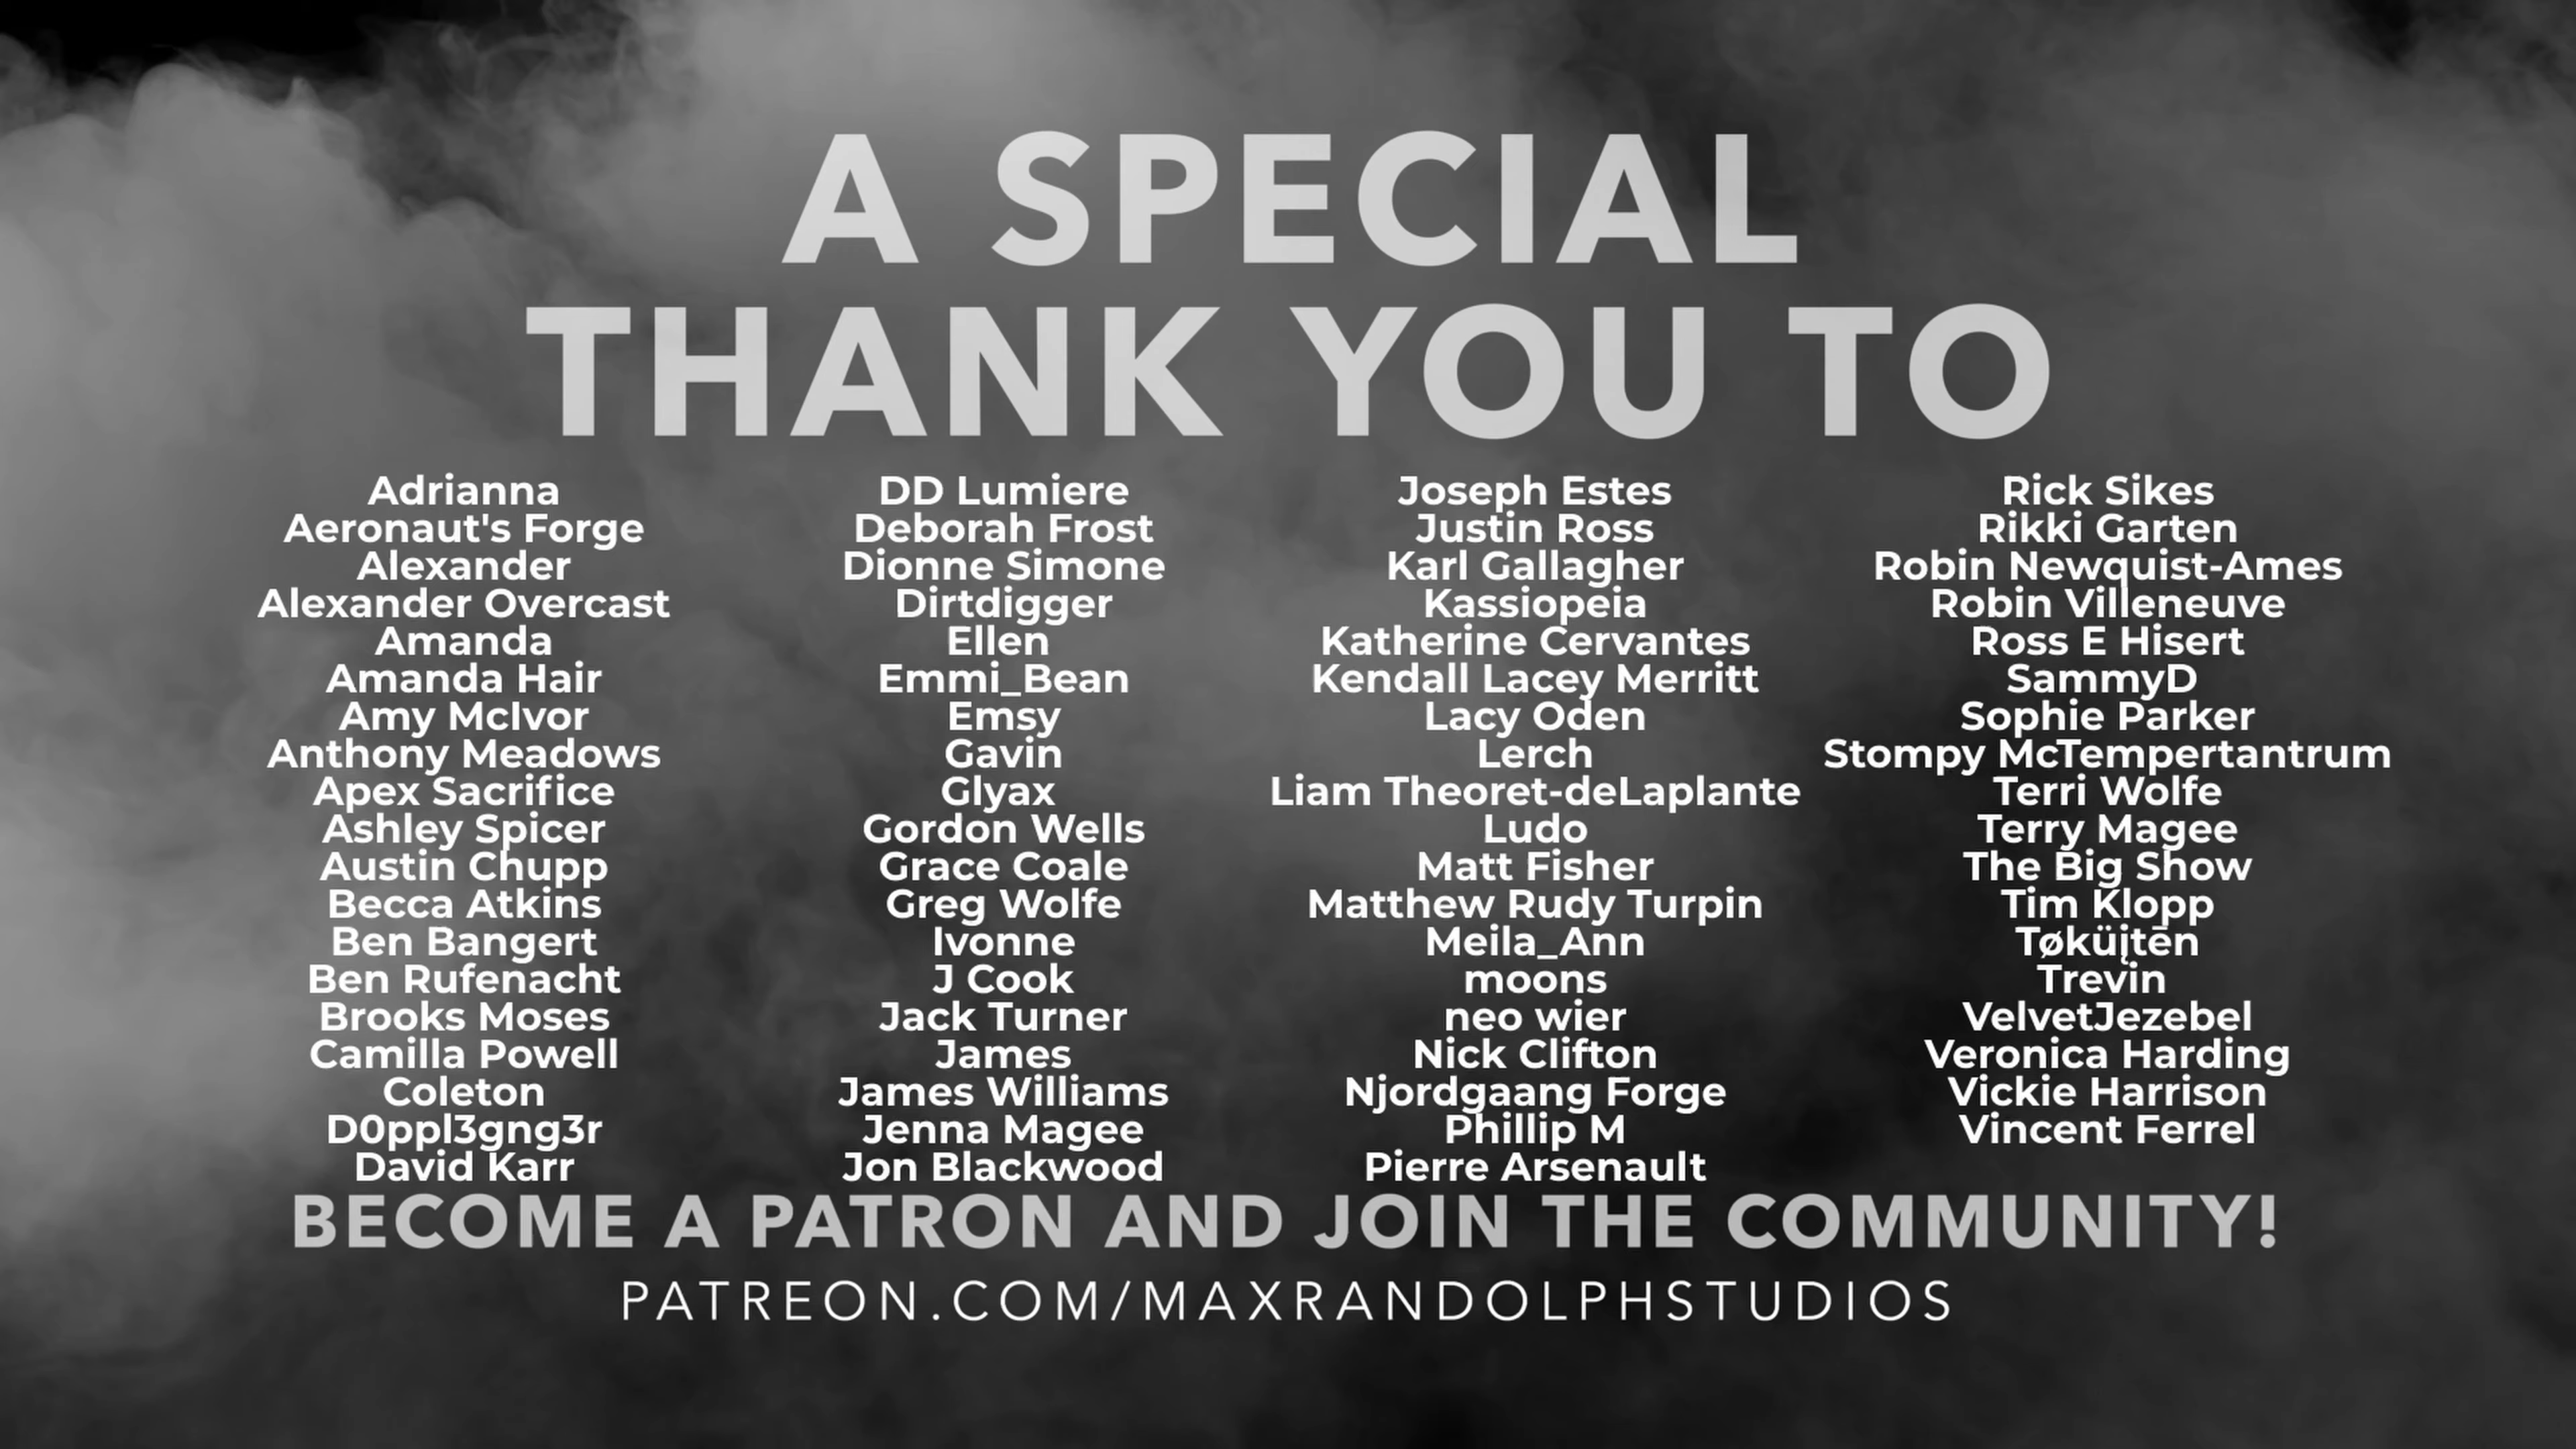 A SPECIAL
THANK YOU TO
Adrianna
Aeronaut's Forge
Alexander
Alexander Overcast
Amanda
Amanda Hair
Amy McIvor
Anthony Meadows
Apex Sacrifice
Ashley Spicer
Austin Chupp
Becca Atkins
Ben Bangert
Ben Rufenacht
Brooks Moses
Camilla Powell
Coleton
D0ppl3gng3r
David Karr
DD Lumiere
Deborah Frost
Dionne Simone
Dirtdigger
Ellen
Emmi_Bean
Emsy
Gavin
Glyax
Gordon Wells
Grace Coale
Greg Wolfe
Ivonne
J Cook
Jack Turner
James
James Williams
Jenna Magee
Jon Blackwood
Joseph Estes
Justin Ross
Karl Gallagher
Kassiopeia
Katherine Cervantes
Kendall Lacey Merritt
Lacy Oden
Lerch
Liam Theoret-deLaplante
Ludo
Matt Fisher
Matthew Rudy Turpin
Meila_Ann
moons
neo wier
Nick Clifton
Njordgaang Forge
Phillip M
Pierre Arsenault
Rick Sikes
Rikki Garten
Robin Newquist-Ames
Robin Villeneuve
Ross E Hisert
SammyD
Sophie Parker
Stompy McTempertantrum
Terri Wolfe
Terry Magee
The Big Show
Tim Klopp
Tøküįtēn
Trevin
VelvetJezebel
Veronica Harding
Vickie Harrison
Vincent Ferrel
BECOME A PATRON AND JOIN THE COMMUNITY!
PATREON.COM/MAXRANDOLPHSTUDIOS